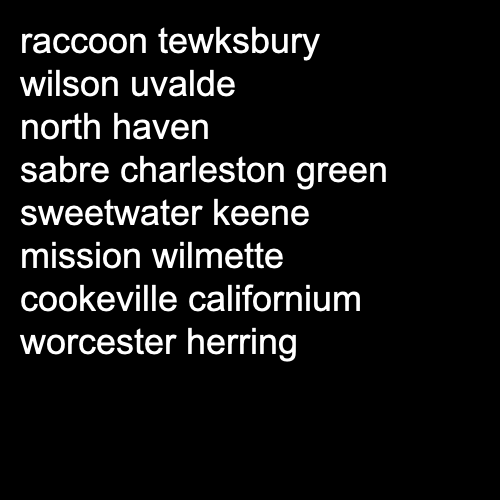 raccoon tewksbury
wilson uvalde
north haven
sabre charleston green
sweetwater keene
mission wilmette
cookeville californium
worcester herring